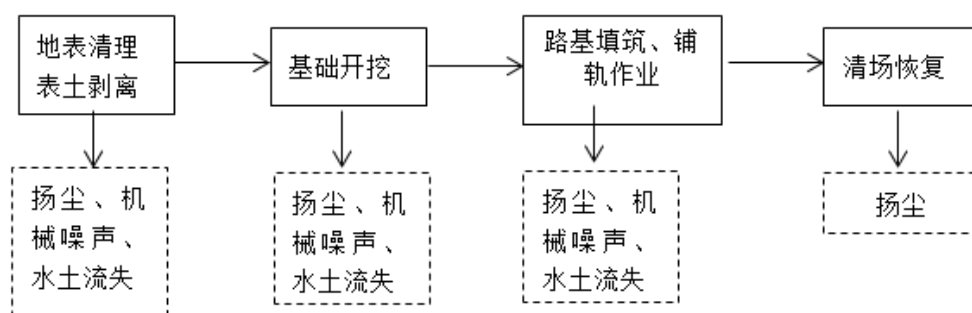 地表清理
表土剥离
基础开挖
路基填筑、铺
轨作业
清场恢复
扬尘、机
械噪声、
水土流失
扬尘、机
械噪声、
水土流失
扬尘、机
械噪声、
水土流失
扬尘